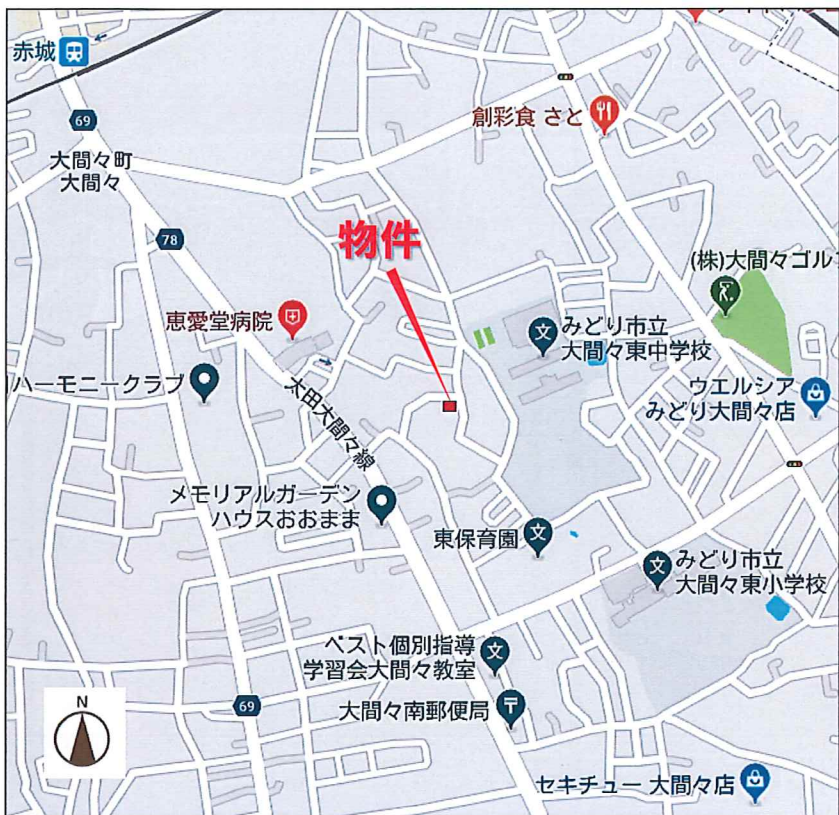 赤城
69
創彩食 さと
大間々町
大間々
78
物件
(株)大間々ゴルフ
恵愛堂病院
みどり市立
大間々東中学校
ハーモニークラブ
ウエルシア
みどり大間々店
太田大間々線
メモリアルガーデン
ハウスおおまま
東保育園
みどり市立
大間々東小学校
ベスト個別指導
学習会大間々教室
大間々南郵便局
N
69
セキチュー 大間々店